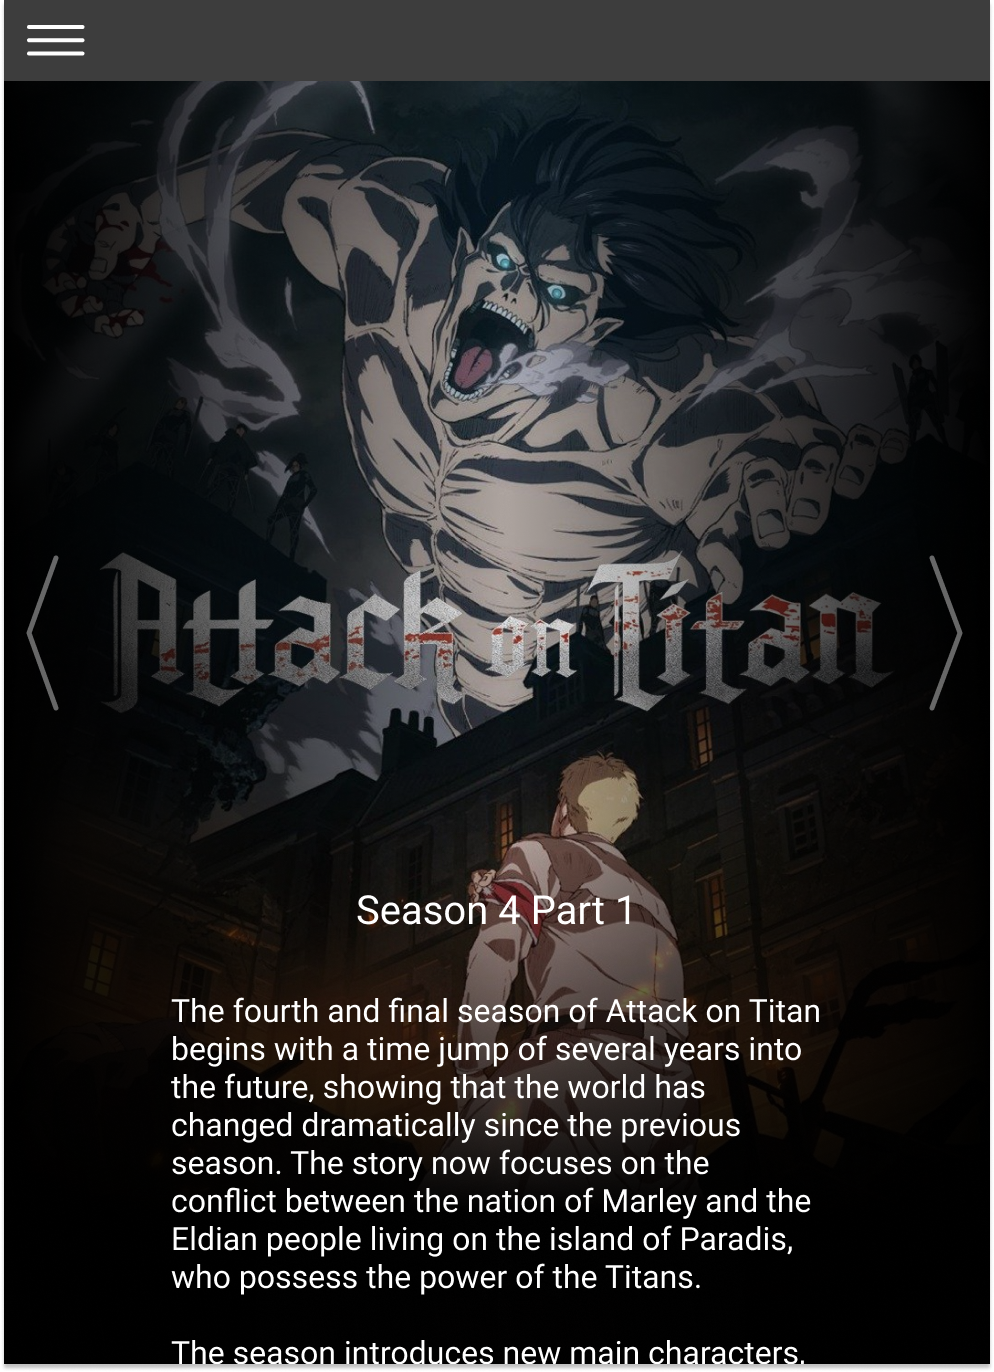 Attack on Titan
Season 4 Part 1
The fourth and final season of Attack on Titan
begins with a time jump of several years into
the future, showing that the world has
changed dramatically since the previous
season. The story now focuses on the
conflict between the nation of Marley and the
Eldian people living on the island of Paradis,
who possess the power of the Titans.
The season introduces new main characters,